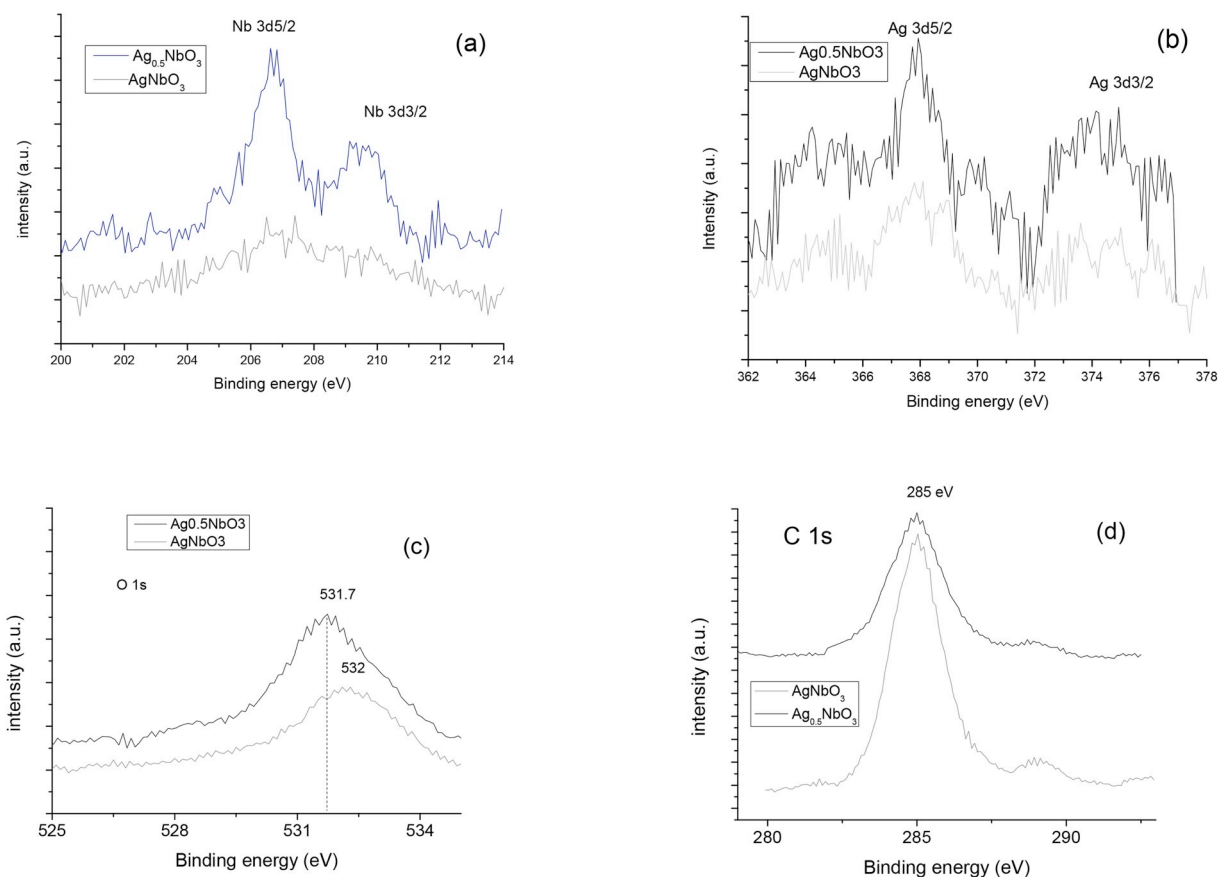 Nb 3d5/2
(a)
Ag0.5NbO3
AgNbO3
Nb 3d3/2
intensity (a.u.)
200 202 204 206 208 210 212 214
Binding energy (eV)
Ag 3d5/2
(b)
Ag0.5NbO3
AgNbO3
Ag 3d3/2
Intensity (a.u.)
362 364 366 368 370 372 374 376 378
Binding energy (eV)
Ag0.5NbO3
AgNbO3
(c)
O 1s
531.7
532
intensity (a.u.)
525 528 531 534
Binding energy (eV)
285 eV
C 1s
(d)
AgNbO3
Ag0.5NbO3
intensity (a.u.)
280 285 290
Binding energy (eV)